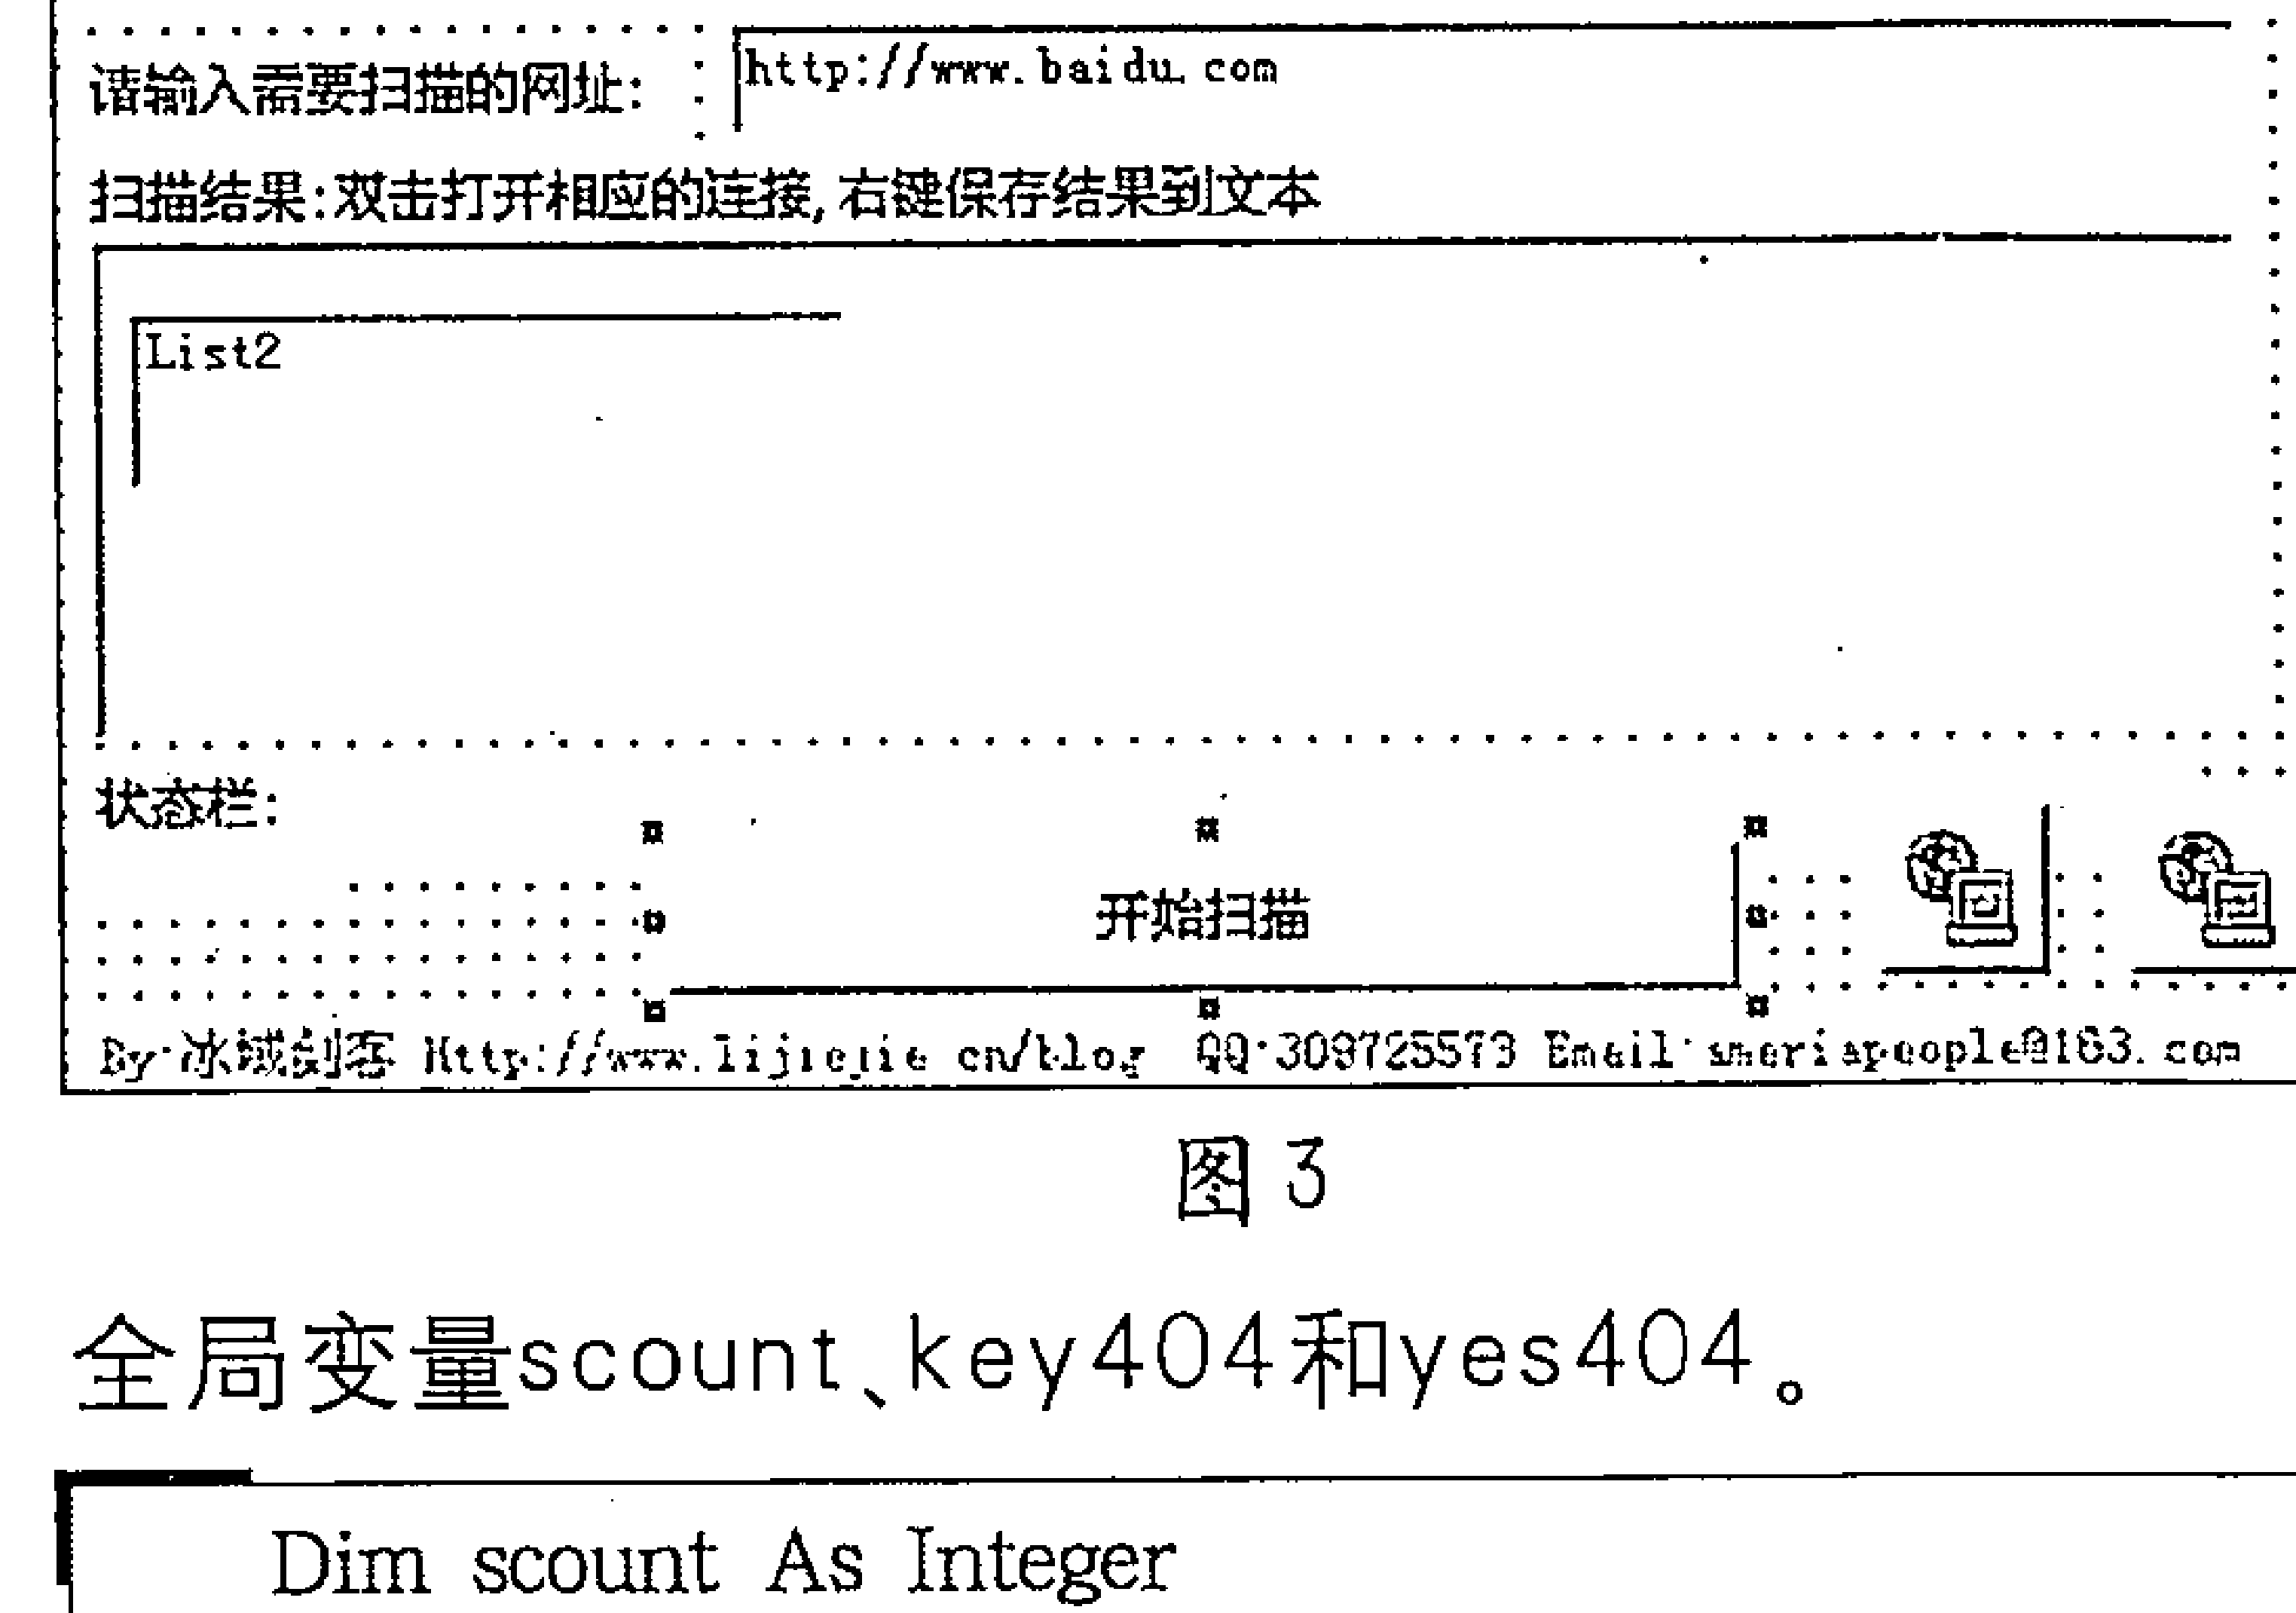 请输入需要扫描的网址: http://www.baidu.com
扫描结果:双击打开相应的连接,右键保存结果到文本
List2
状态栏:
开始扫描
By:冰域剑客 Http://www.lijiejie.cn/blog QQ:309725573 Email:
图 3
全局变量scount、key404和yes404。
Dim scount As Integer